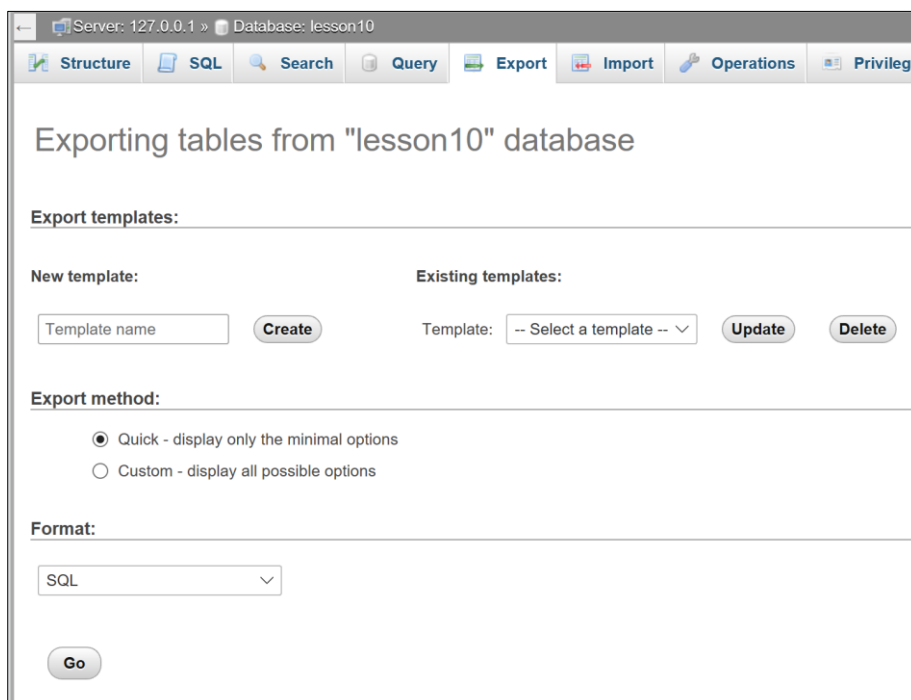 ← Server: 127.0.0.1 » Database: lesson10
Structure SQL Search Query Export Import Operations Privileg
Exporting tables from "lesson10" database
Export templates:
New template: Existing templates:
Template name Create Template: -- Select a template -- Update Delete
Export method:
Quick - display only the minimal options
Custom - display all possible options
Format:
SQL
Go